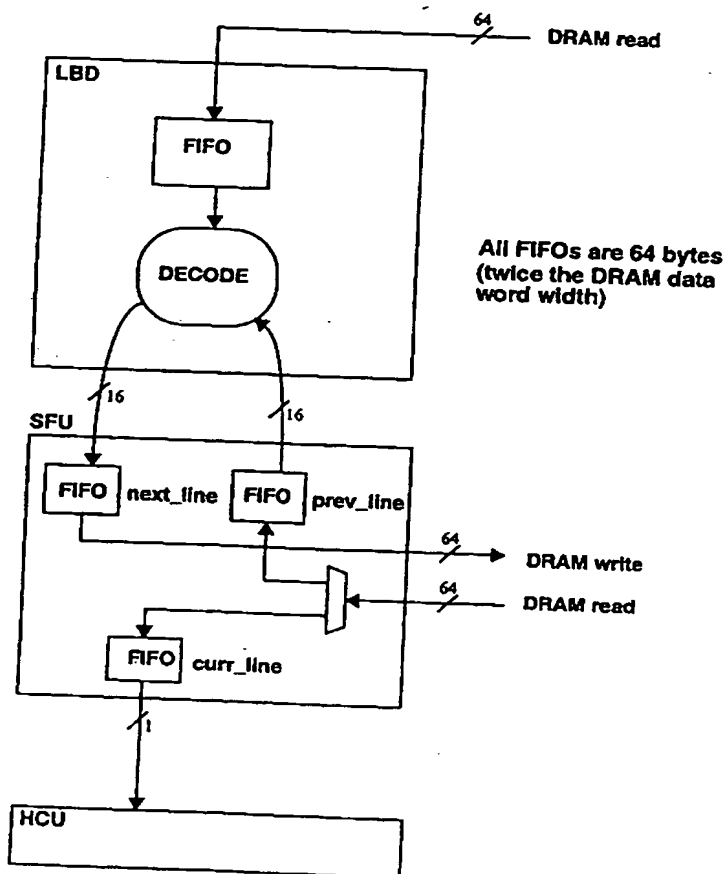 64
DRAM read
LBD
FIFO
DECODE
All FIFOs are 64 bytes
(twice the DRAM data
word width)
16
16
SFU
FIFO
next_line
FIFO
prev_line
64
DRAM write
64
DRAM read
FIFO
curr_line
1
HCU